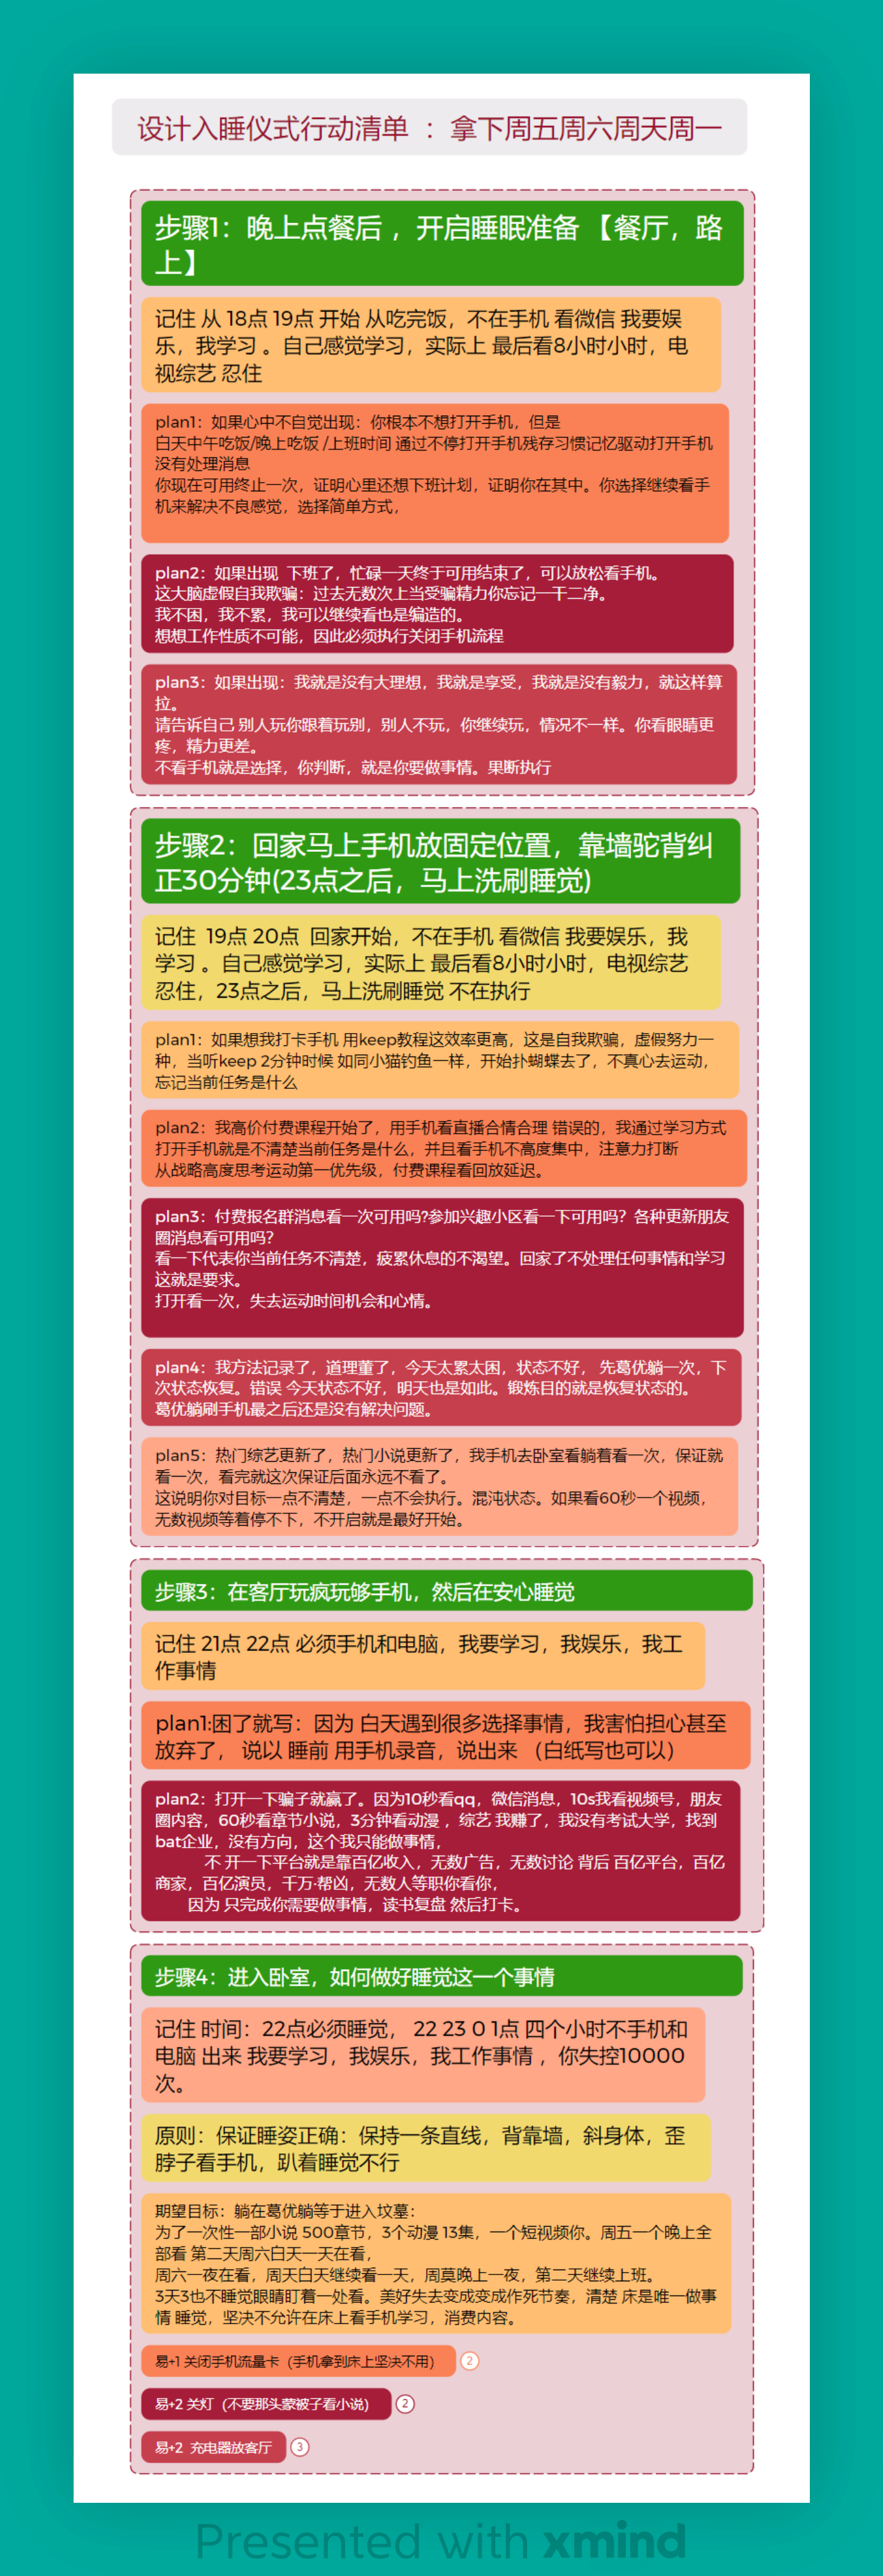 设计入睡仪式行动清单 ： 拿下周五周六周天周一
步骤1：晚上点餐后 ，开启睡眠准备 【餐厅，路
上】
记住 从 18点 19点 开始 从吃完饭，不在手机 看微信 我要娱
乐，我学习 。自己感觉学习，实际上 最后看8小时小时，电
视综艺 忍住
plan1：如果心中不自觉出现：你根本不想打开手机，但是
白天中午吃饭/晚上吃饭 /上班时间 通过不停打开手机残存习惯记忆驱动打开手机
没有处理消息
你现在可用终止一次，证明心里还想下班计划，证明你在其中。你选择继续看手
机来解决不良感觉，选择简单方式，
plan2：如果出现  下班了，忙碌一天终于可用结束了，可以放松看手机。
这大脑虚假自我欺骗：过去无数次上当受骗精力你忘记一干二净。
我不困，我不累，我可以继续看也是编造的。
想想工作性质不可能，因此必须执行关闭手机流程
plan3：如果出现：我就是没有大理想，我就是享受，我就是没有毅力，就这样算
拉。
请告诉自己 别人玩你跟着玩别，别人不玩，你继续玩，情况不一样。你看眼睛更
疼，精力更差。
不看手机就是选择，你判断，就是你要做事情。果断执行
步骤2：回家马上手机放固定位置，靠墙驼背纠
正30分钟(23点之后，马上洗刷睡觉)
记住  19点 20点  回家开始，不在手机 看微信 我要娱乐，我
学习 。自己感觉学习，实际上 最后看8小时小时，电视综艺
忍住，23点之后，马上洗刷睡觉 不在执行
plan1：如果想我打卡手机 用keep教程这效率更高，这是自我欺骗，虚假努力一
种，当听keep 2分钟时候 如同小猫钓鱼一样，开始扑蝴蝶去了，不真心去运动，
忘记当前任务是什么
plan2：我高价付费课程开始了，用手机看直播合情合理 错误的，我通过学习方式
打开手机就是不清楚当前任务是什么，并且看手机不高度集中，注意力打断
从战略高度思考运动第一优先级，付费课程看回放延迟。
plan3：付费报名群消息看一次可用吗?参加兴趣小区看一下可用吗？各种更新朋友
圈消息看可用吗？
看一下代表你当前任务不清楚，疲累休息的不渴望。回家了不处理任何事情和学习
这就是要求。
打开看一次，失去运动时间机会和心情。
plan4：我方法记录了，道理董了，今天太累太困，状态不好， 先葛优躺一次，下
次状态恢复。错误 今天状态不好，明天也是如此。锻炼目的就是恢复状态的。
葛优躺刷手机最之后还是没有解决问题。
plan5：热门综艺更新了，热门小说更新了，我手机去卧室看躺着看一次，保证就
看一次，看完就这次保证后面永远不看了。
这说明你对目标一点不清楚，一点不会执行。混沌状态。如果看60秒一个视频，
无数视频等着停不下，不开启就是最好开始。
步骤3：在客厅玩疯玩够手机，然后在安心睡觉
记住 21点 22点 必须手机和电脑，我要学习，我娱乐，我工
作事情
plan1:困了就写：因为 白天遇到很多选择事情，我害怕担心甚至
放弃了， 说以 睡前 用手机录音，说出来 （白纸写也可以）
plan2：打开一下骗子就赢了。因为10秒看qq，微信消息，10s我看视频号，朋友
圈内容，60秒看章节小说，3分钟看动漫 ，综艺 我赚了，我没有考试大学，找到
bat企业，没有方向，这个我只能做事情，
不 开一下平台就是靠百亿收入，无数广告，无数讨论 背后 百亿平台，百亿
商家，百亿演员，千万·帮凶，无数人等职你看你，
因为 只完成你需要做事情，读书复盘 然后打卡。
步骤4：进入卧室，如何做好睡觉这一个事情
记住 时间：22点必须睡觉， 22 23 0 1点 四个小时不手机和
电脑 出来 我要学习，我娱乐，我工作事情 ，你失控10000
次。
原则：保证睡姿正确：保持一条直线，背靠墙，斜身体，歪
脖子看手机，趴着睡觉不行
期望目标：躺在葛优躺等于进入坟墓：
为了一次性一部小说 500章节，3个动漫 13集，一个短视频你。周五一个晚上全
部看 第二天周六白天一天在看，
周六一夜在看，周天白天继续看一天，周莫晚上一夜，第二天继续上班。
3天3也不睡觉眼睛盯着一处看。美好失去变成变成作死节奏，清楚 床是唯一做事
情 睡觉，坚决不允许在床上看手机学习，消费内容。
易+1 关闭手机流量卡（手机拿到床上坚决不用） 2
易+2 关灯（不要那头蒙被子看小说） 2
易+2  充电器放客厅 3
Presented with xmind